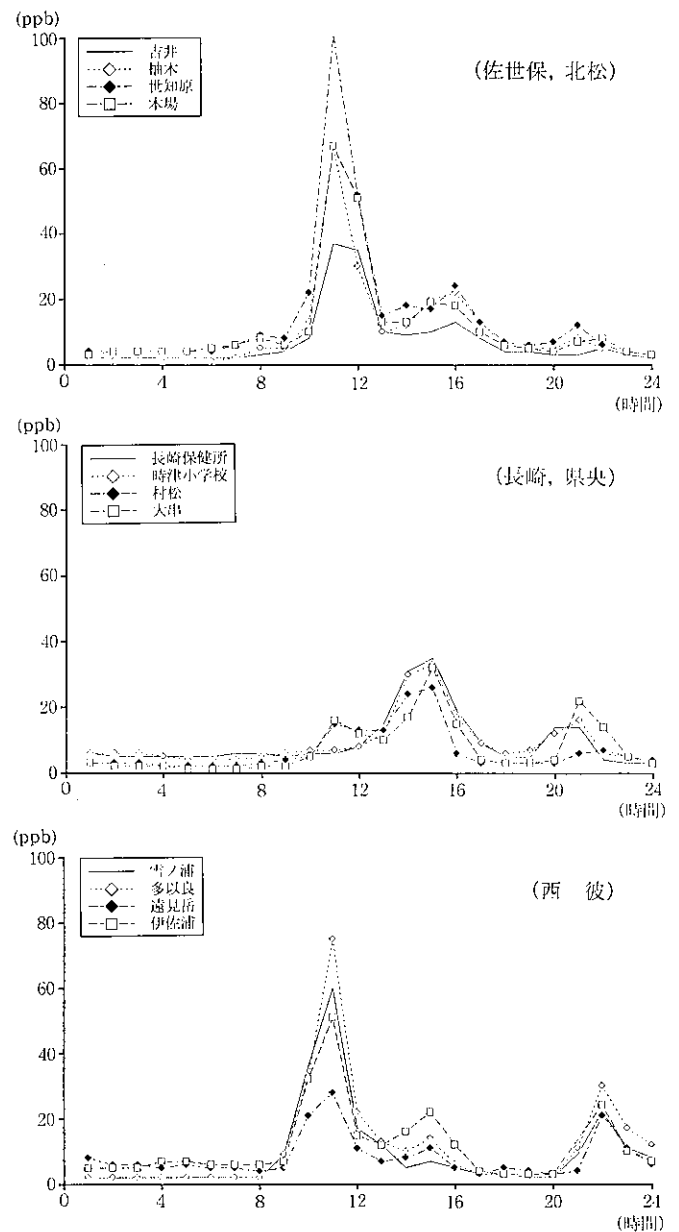 (ppb)
100
80
60
40
20
0
吉井
柚木
世知原
木場
(佐世保, 北松)
0 4 8 12 16 20 24
(時間)
(ppb)
100
80
60
40
20
0
長崎保健所
時津小学校
村松
大串
(長崎, 県央)
0 4 8 12 16 20 24
(時間)
(ppb)
100
80
60
40
20
0
雪ノ浦
多以良
遠見岳
伊佐浦
(西 彼)
0 4 8 12 16 20 24
(時間)